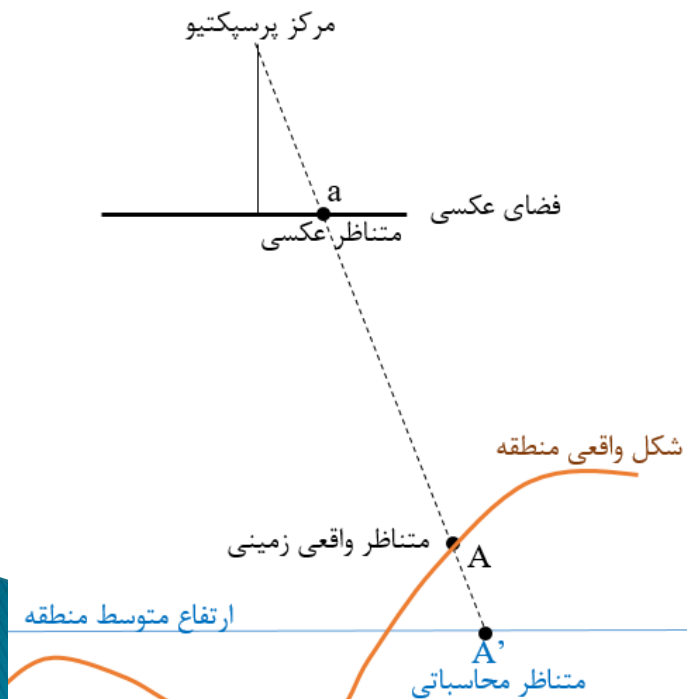 مرکز پرسپکتیو
a
فضای عکسی
متناظر عکسی
شکل واقعی منطقه
متناظر واقعی زمینی
A
ارتفاع متوسط منطقه
A’
متناظر محاسباتی